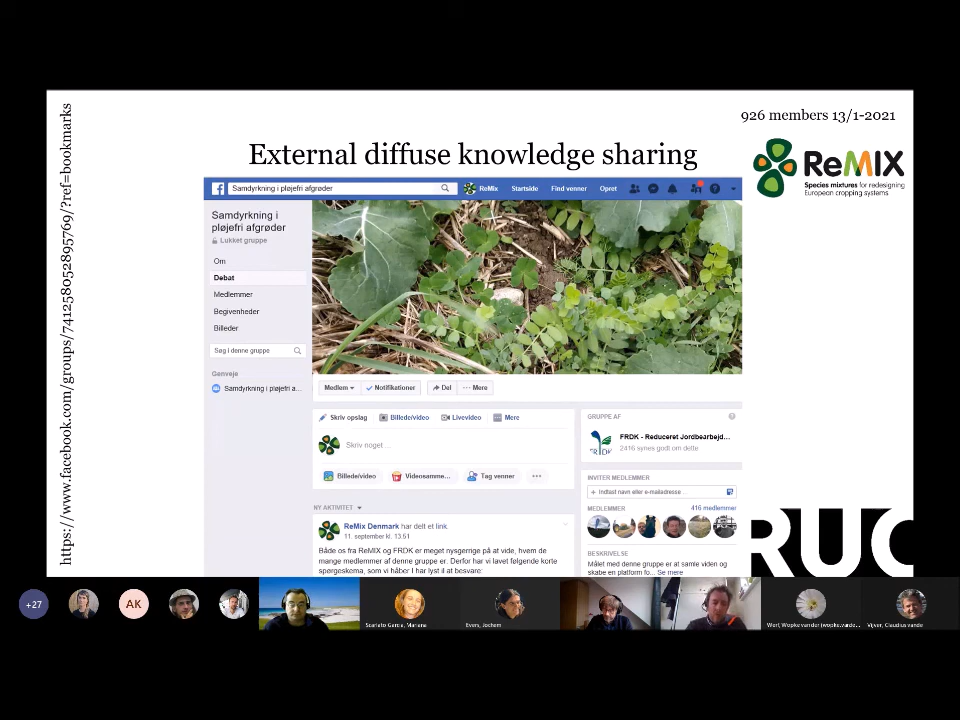 926 members 13/1-2021
External diffuse knowledge sharing
ReMIX
Species mixtures for redesigning
European cropping systems
https://www.facebook.com/groups/741258052895769/?ref=bookmarks
Samdyrkning i pløjefri afgrøder
ReMix Startside Find venner Opret
Samdyrkning i
pløjefri afgrøder
Lukket gruppe
Om
Debat
Medlemmer
Begivenheder
Billeder
Søg i denne gruppe
Genveje
Samdyrkning i pløjefri a...
Medlem Notifikationer Del Mere
Skriv opslag Billede/video Livevideo Mere
Skriv noget ...
Billede/video Videosamme... Tag venner
NY AKTIVITET
ReMix Denmark har delt et link.
11. september kl. 13.51
Både os fra ReMIX og FRDK er meget nysgerrige på at vide, hvem de
mange medlemmer af denne gruppe er. Derfor har vi lavet følgende korte
spørgeskema, som vi håber I har lyst il at besvare:
GRUPPE AF
FRDK - Reduceret Jordbearbejd...
2416 synes godt om dette
INVITER MEDLEMMER
+ Indtast navn eller e-mailadresse ...
MEDLEMMER 416 medlemmer
BESKRIVELSE
Målet med denne gruppe er at samle viden og
skabe en platform fo... Se mere
RUC
+27
AK
Scarlato Garcia, Mariana
Evers, Jochem
Werf, Wopke van der (wopke.varde...
Vijver, Claudius vande